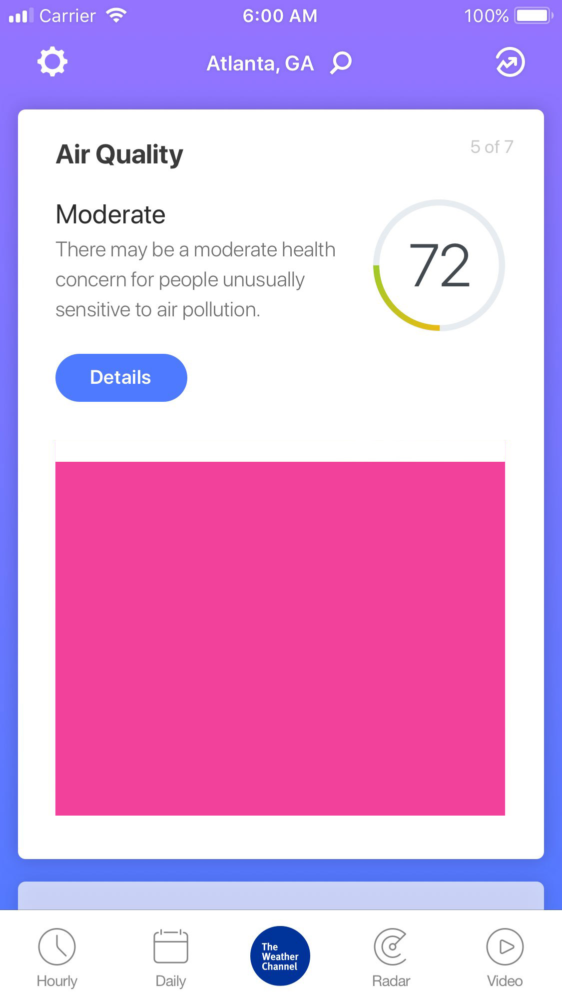 Carrier 6:00 AM 100%
Atlanta, GA
Air Quality
5 of 7
Moderate
There may be a moderate health
concern for people unusually
sensitive to air pollution.
72
Details
The
Weather
Channel
Hourly Daily Radar Video